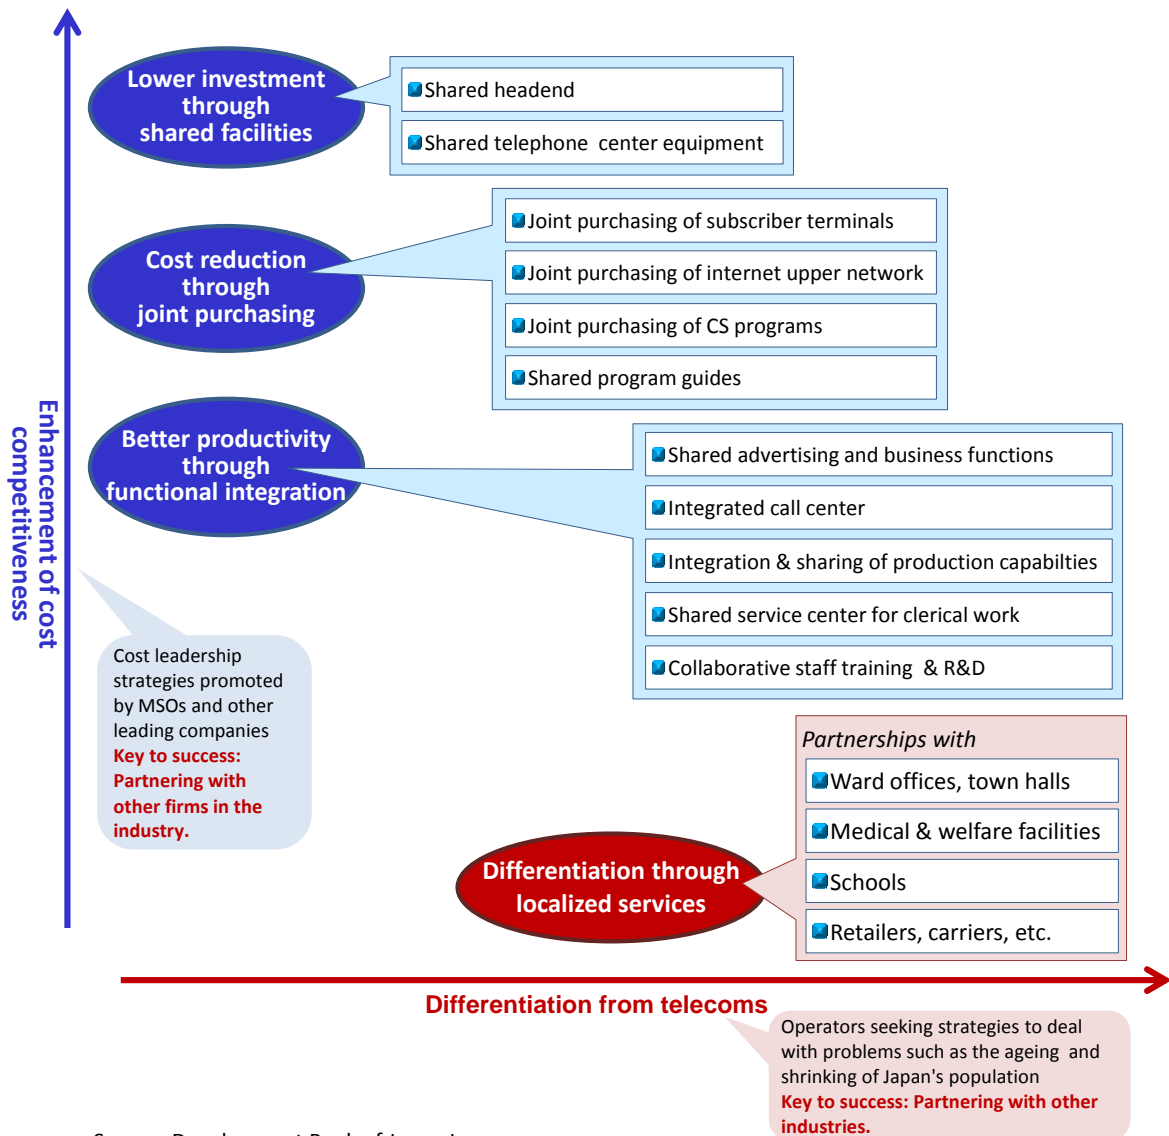 Lower investment
through
shared facilities
Shared headend
Shared telephone  center equipment
Cost reduction
through
joint purchasing
Joint purchasing of subscriber terminals
Joint purchasing of internet upper network
Joint purchasing of CS programs
Shared program guides
Enhancement of cost
competitiveness
Better productivity
through
functional integration
Shared advertising and business functions
Integrated call center
Integration & sharing of production capabilties
Shared service center for clerical work
Collaborative staff training  & R&D
Cost leadership
strategies promoted
by MSOs and other
leading companies
Key to success:
Partnering with
other firms in the
industry.
Partnerships with
Ward offices, town halls
Medical & welfare facilities
Schools
Retailers, carriers, etc.
Differentiation through
localized services
Differentiation from telecoms
Operators seeking strategies to deal
with problems such as the ageing  and
shrinking of Japan's population
Key to success: Partnering with other
industries.